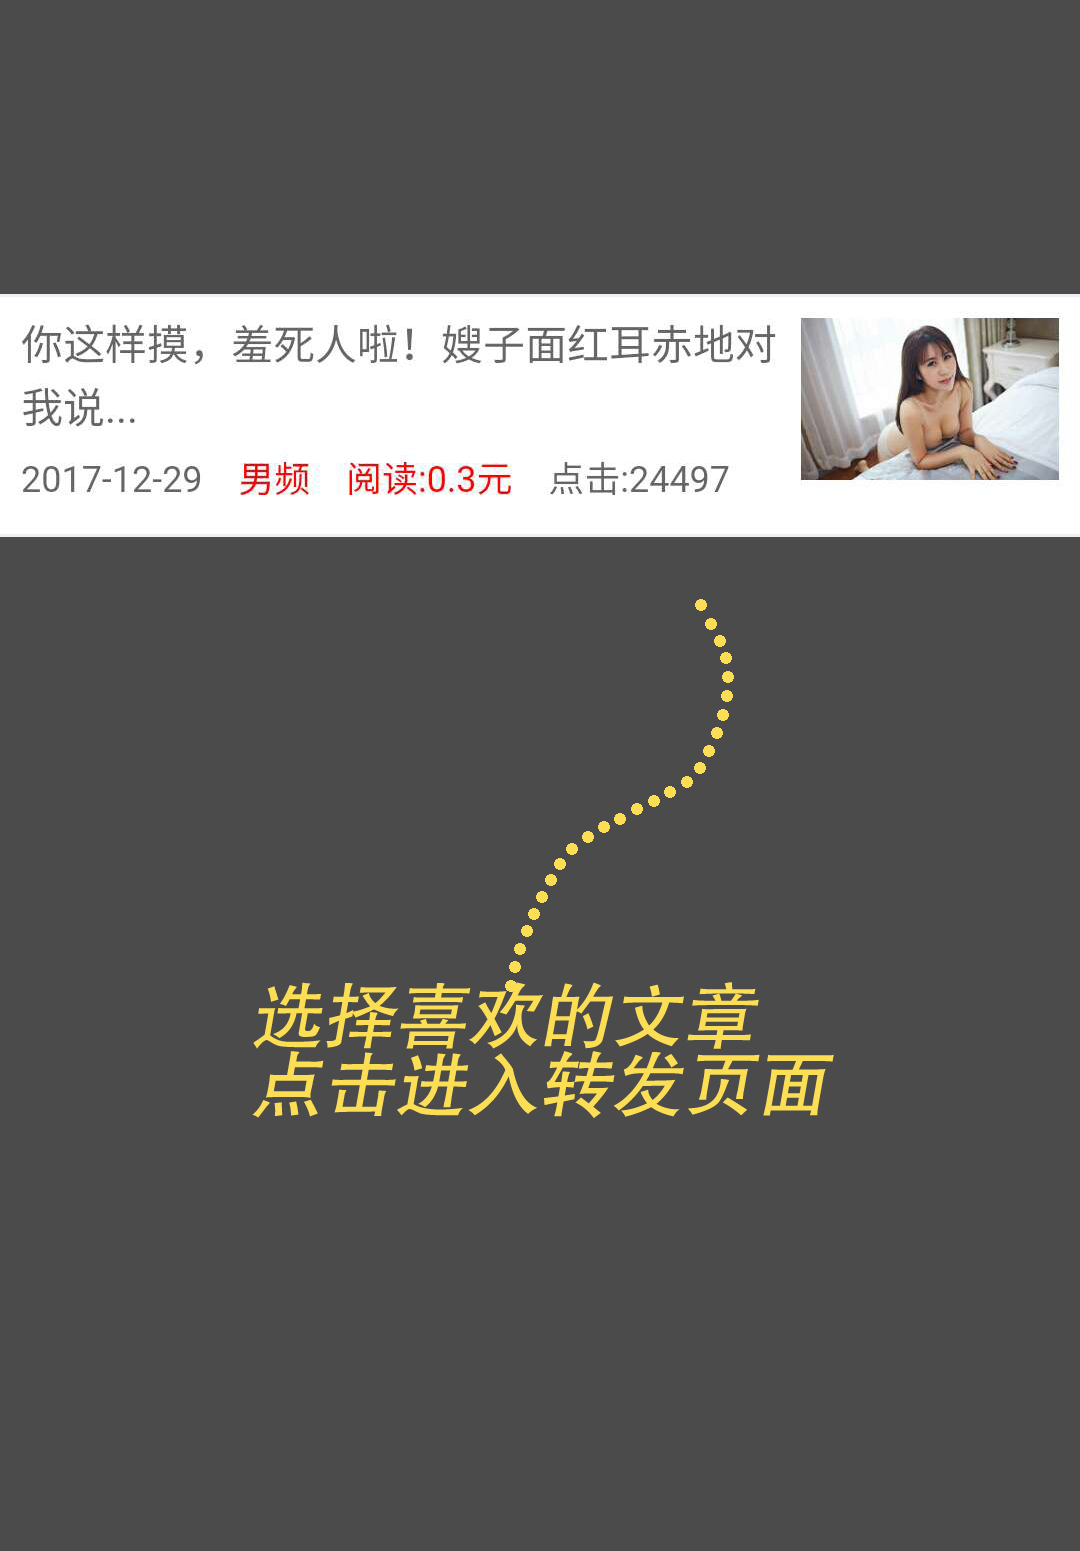 你这样摸，羞死人啦！嫂子面红耳赤地对
我说...
2017-12-29 男频 阅读:0.3元 点击:24497
选择喜欢的文章
点击进入转发页面